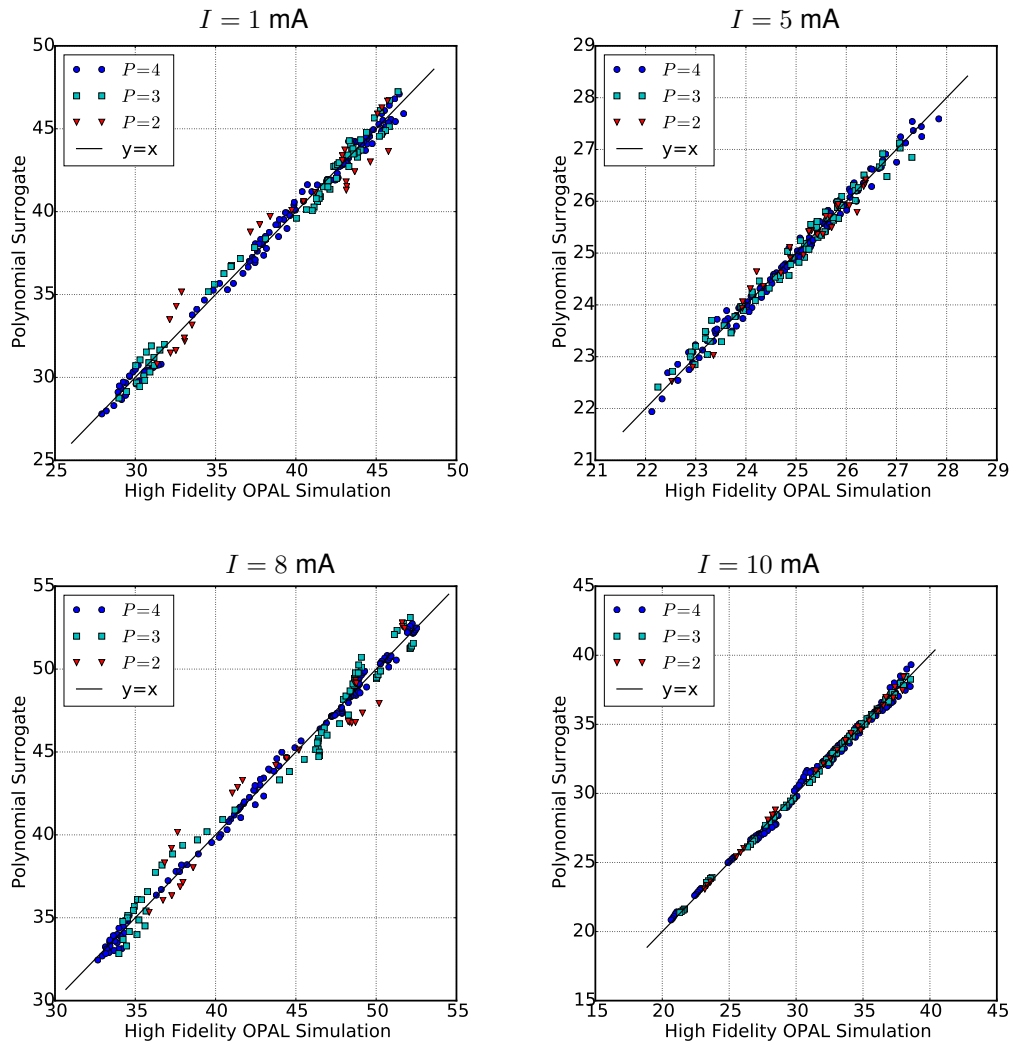 I = 1 mA
50
45
40
35
30
25
P=4
P=3
P=2
y=x
Polynomial Surrogate
25 30 35 40 45 50
High Fidelity OPAL Simulation
I = 5 mA
29
28
27
26
25
24
23
22
21
P=4
P=3
P=2
y=x
Polynomial Surrogate
21 22 23 24 25 26 27 28 29
High Fidelity OPAL Simulation
I = 8 mA
55
50
45
40
35
30
P=4
P=3
P=2
y=x
Polynomial Surrogate
30 35 40 45 50 55
High Fidelity OPAL Simulation
I = 10 mA
45
40
35
30
25
20
15
P=4
P=3
P=2
y=x
Polynomial Surrogate
15 20 25 30 35 40 45
High Fidelity OPAL Simulation